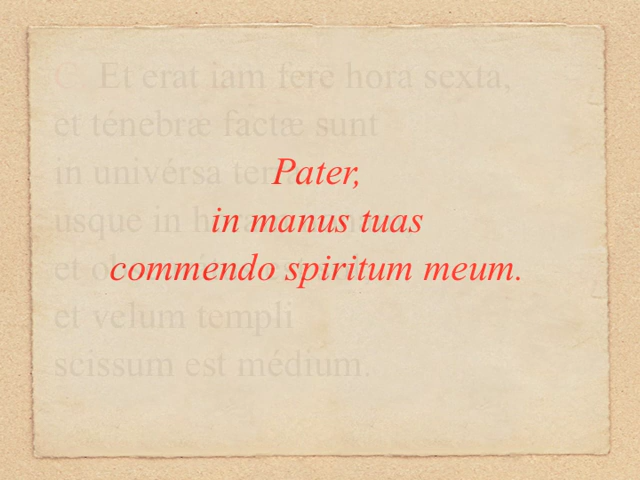 C Et erat iam fere hora sexta,
et ténebræ factæ sunt
in univérsa
usque in
et
et velum templi
scissum est médium.
Pater,
in manus tuas
commendo spiritum meum.